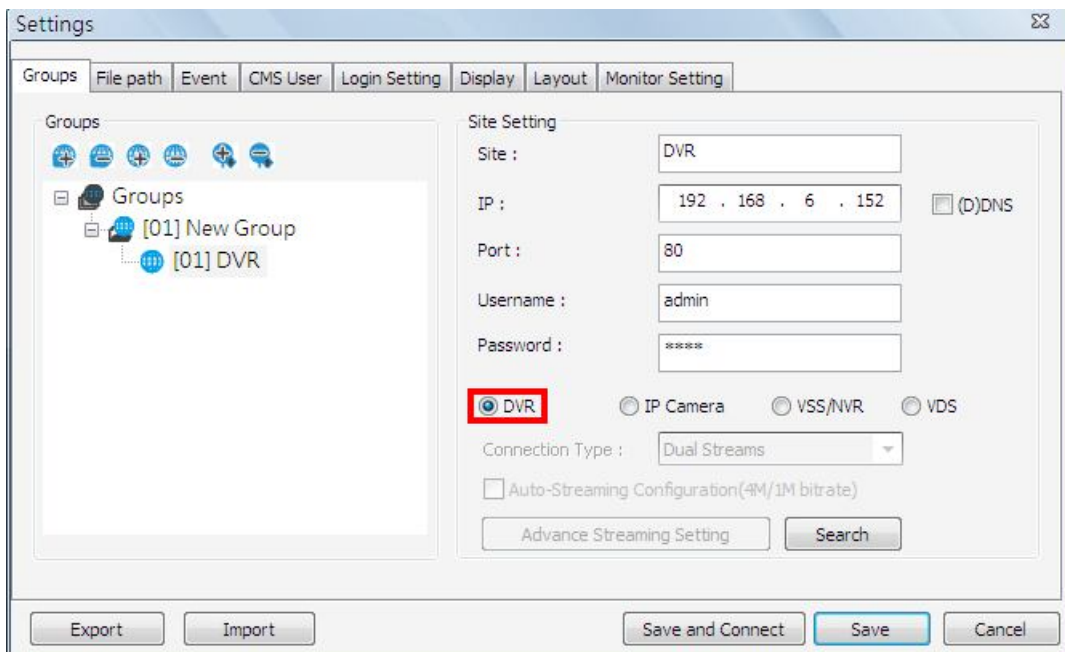 Settings
Groups File path Event CMS User Login Setting Display Layout Monitor Setting
Groups
Groups
[01] New Group
[01] DVR
Site Setting
Site : DVR
IP : 192 . 168 . 6 . 152 (D)DNS
Port : 80
Username : admin
Password : ****
DVR IP Camera VSS/NVR VDS
Connection Type : Dual Streams
Auto-Streaming Configuration(4M/1M bitrate)
Advance Streaming Setting Search
Export Import Save and Connect Save Cancel